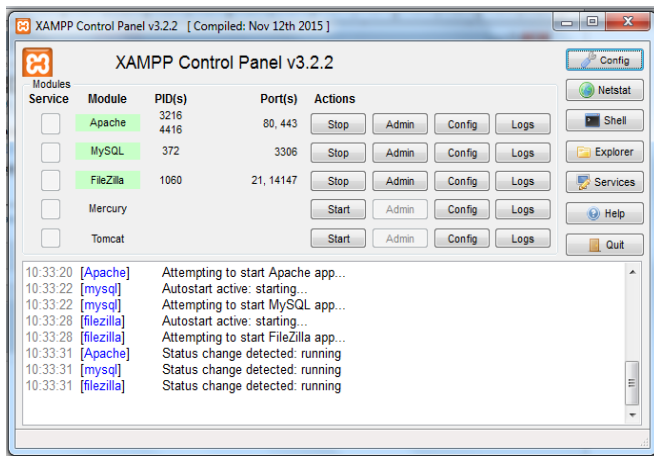 XAMPP Control Panel v3.2.2 [ Compiled: Nov 12th 2015 ]
XAMPP Control Panel v3.2.2
Config
Modules
Service Module PID(s) Port(s) Actions
Netstat
Apache 3216 4416 80, 443 Stop Admin Config Logs
Shell
MySQL 372 3306 Stop Admin Config Logs
Explorer
FileZilla 1060 21, 14147 Stop Admin Config Logs
Services
Mercury Start Admin Config Logs
Help
Tomcat Start Admin Config Logs
Quit
10:33:20 [Apache] Attempting to start Apache app...
10:33:22 [mysql] Autostart active: starting...
10:33:22 [mysql] Attempting to start MySQL app...
10:33:28 [filezilla] Autostart active: starting...
10:33:28 [filezilla] Attempting to start FileZilla app...
10:33:31 [Apache] Status change detected: running
10:33:31 [mysql] Status change detected: running
10:33:31 [filezilla] Status change detected: running